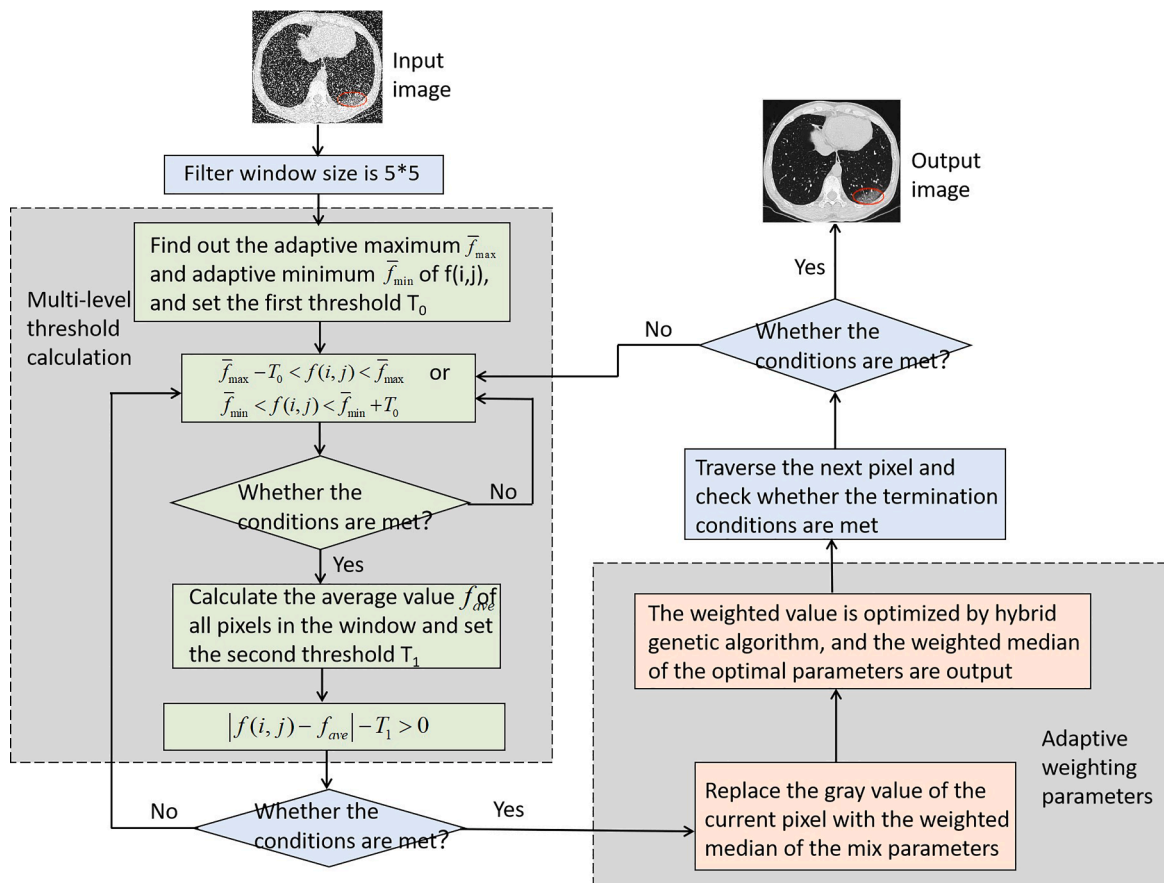 Input
image
Filter window size is 5*5
Multi-level
threshold
calculation
Find out the adaptive maximum f̅max
and adaptive minimum f̅min of f(i,j),
and set the first threshold T₀
f̅max − T₀ < f(i, j) < f̅max or
f̅min < f(i, j) < f̅min + T₀
Whether the
conditions are met?
No
Yes
Calculate the average value fave of
all pixels in the window and set
the second threshold T₁
|f(i, j) − fave| − T₁ > 0
No
Whether the
conditions are met?
Yes
Adaptive
weighting
parameters
Replace the gray value of the
current pixel with the weighted
median of the mix parameters
The weighted value is optimized by hybrid
genetic algorithm, and the weighted median
of the optimal parameters are output
Traverse the next pixel and
check whether the termination
conditions are met
No
Whether the
conditions are met?
Yes
Output
image